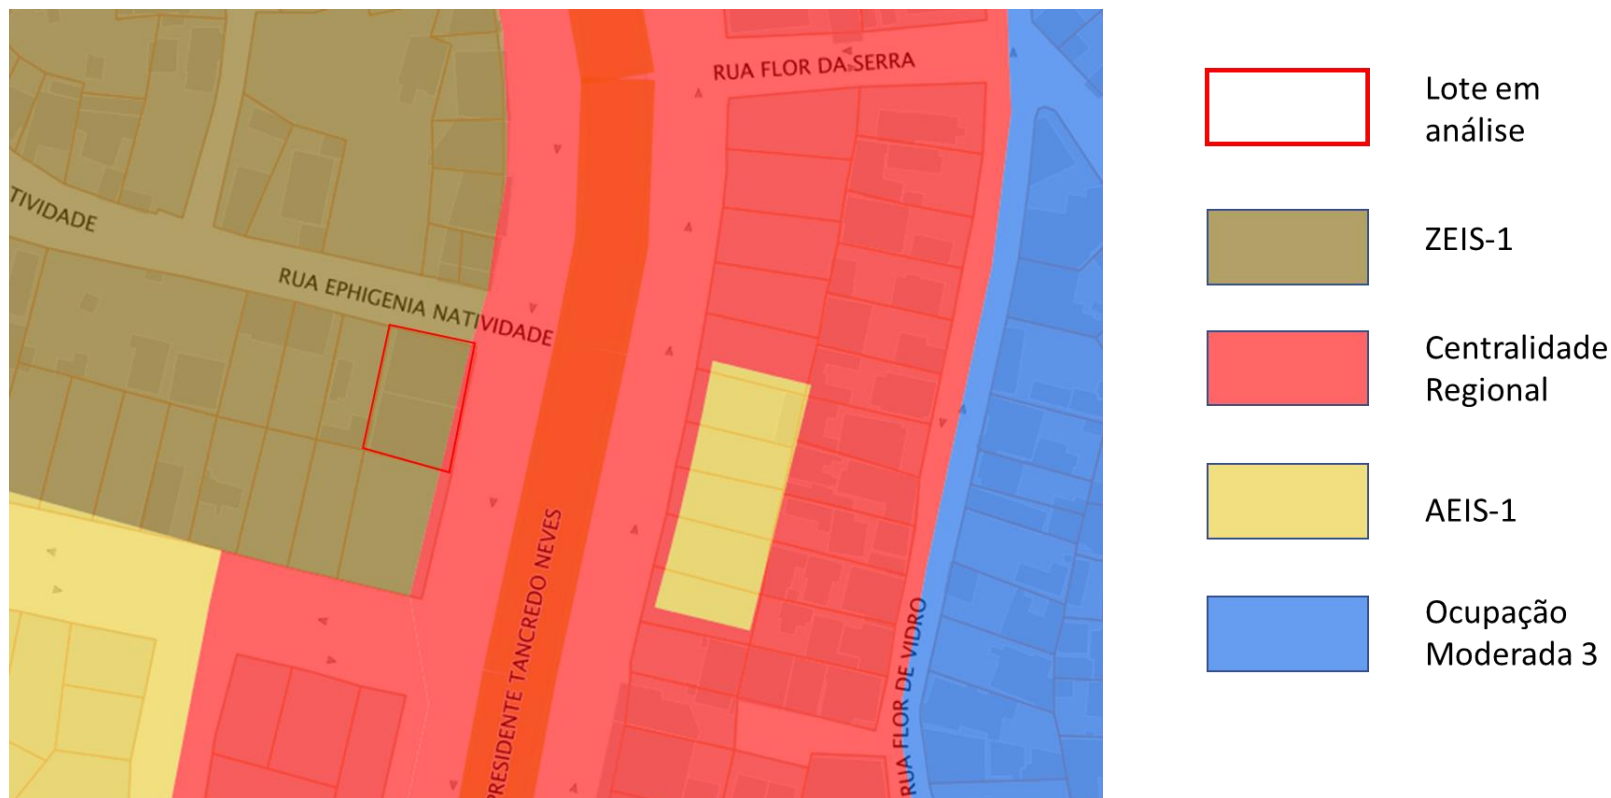 RUA FLOR DA SERRA
TIVIDADE
RUA EPHIGENIA NATIVIDADE
PRESIDENTE TANCREDO NEVES
RUA FLOR DE VIDRO
Lote em
análise
ZEIS-1
Centralidade
Regional
AEIS-1
Ocupação
Moderada 3